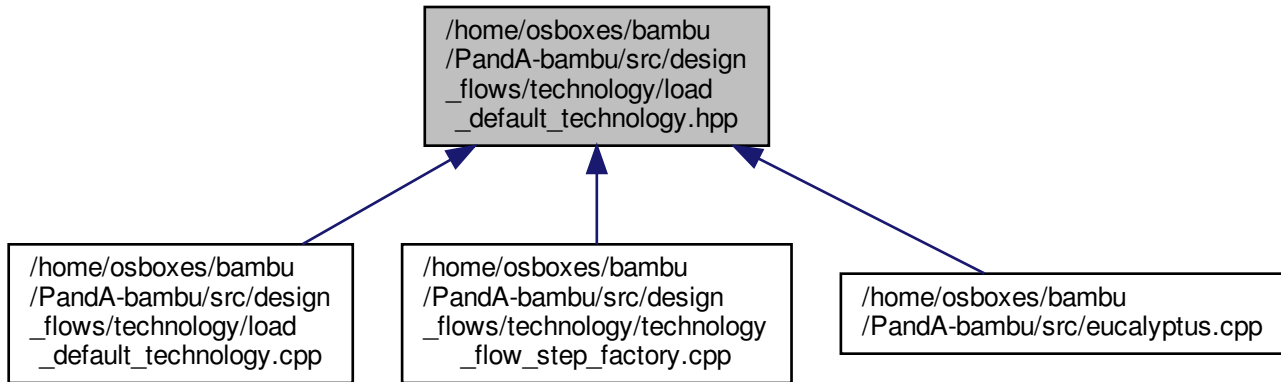 /home/osboxes/bambu
/PandA-bambu/src/design
_flows/technology/load
_default_technology.hpp
/home/osboxes/bambu
/PandA-bambu/src/design
_flows/technology/load
_default_technology.cpp
/home/osboxes/bambu
/PandA-bambu/src/design
_flows/technology/technology
_flow_step_factory.cpp
/home/osboxes/bambu
/PandA-bambu/src/eucalyptus.cpp